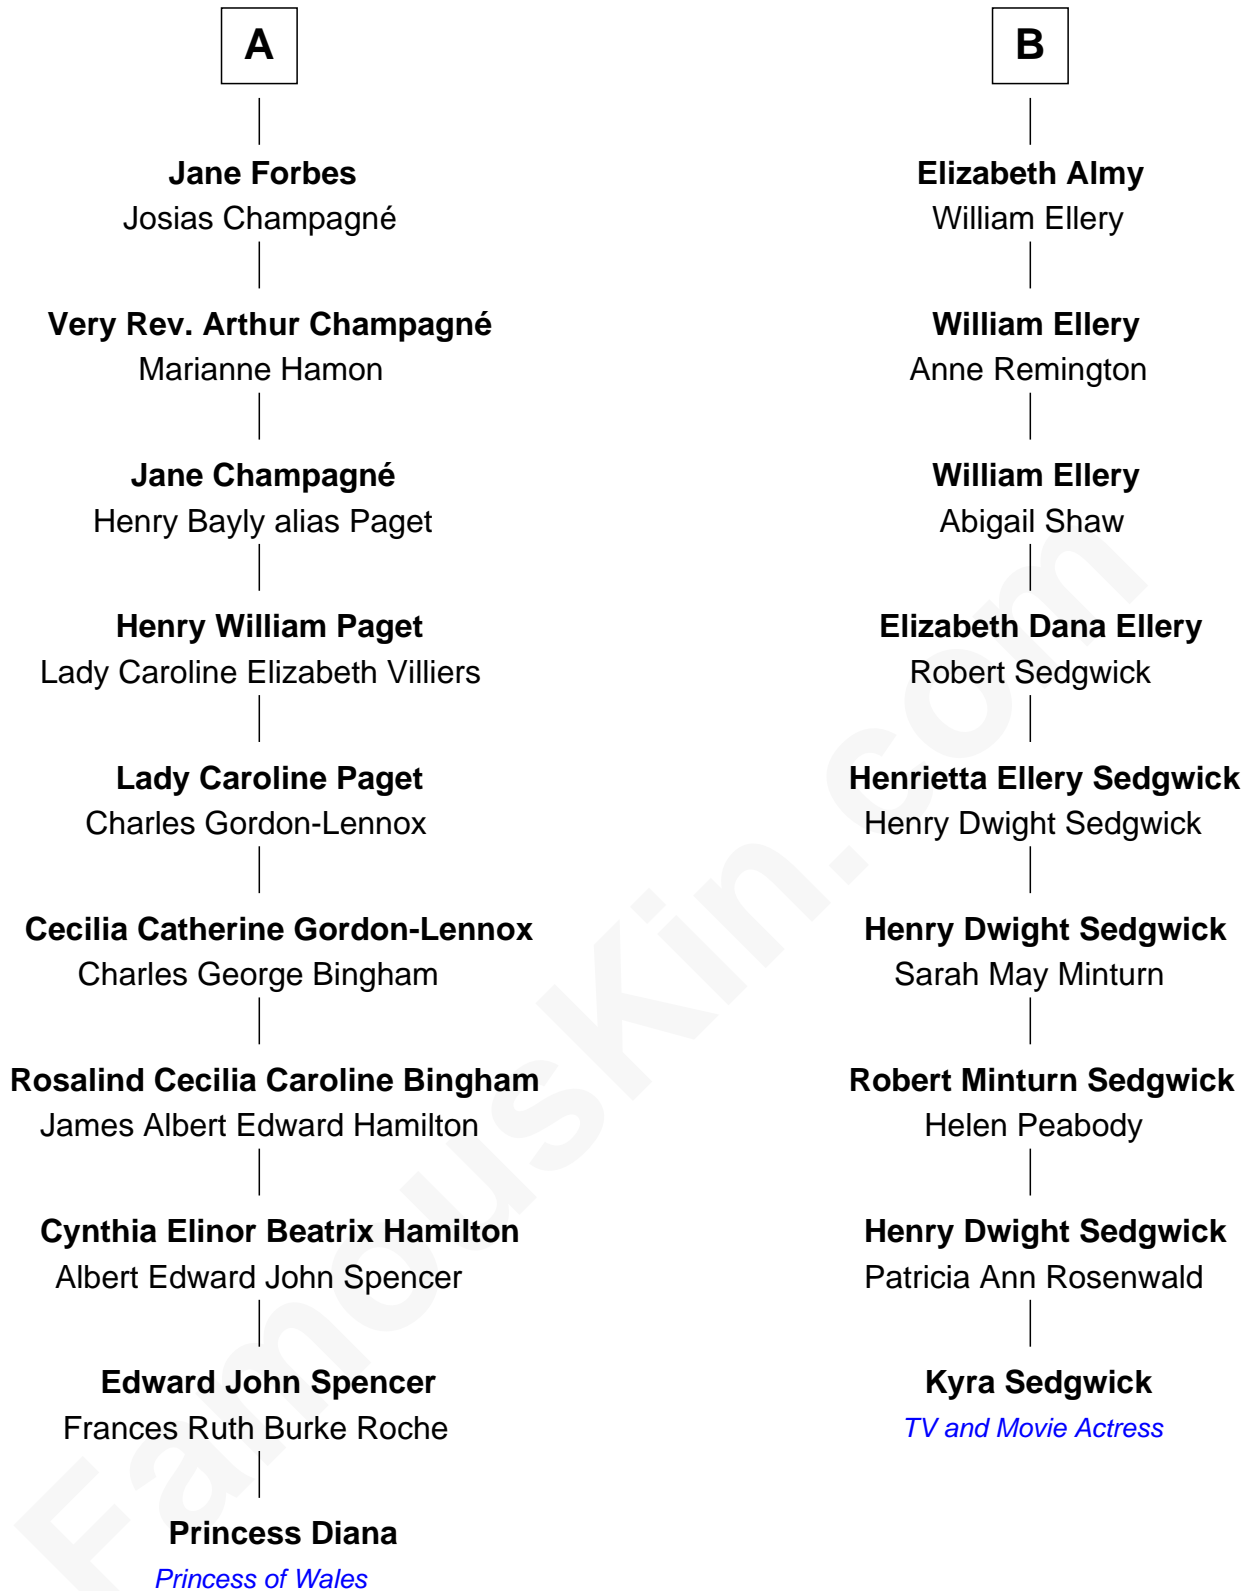 A
Jane Forbes
Josias Champagné
Very Rev. Arthur Champagné
Marianne Hamon
Jane Champagné
Henry Bayly alias Paget
Henry William Paget
Lady Caroline Elizabeth Villiers
Lady Caroline Paget
Charles Gordon-Lennox
Cecilia Catherine Gordon-Lennox
Charles George Bingham
Rosalind Cecilia Caroline Bingham
James Albert Edward Hamilton
Cynthia Elinor Beatrix Hamilton
Albert Edward John Spencer
Edward John Spencer
Frances Ruth Burke Roche
Princess Diana
Princess of Wales
B
Elizabeth Almy
William Ellery
William Ellery
Anne Remington
William Ellery
Abigail Shaw
Elizabeth Dana Ellery
Robert Sedgwick
Henrietta Ellery Sedgwick
Henry Dwight Sedgwick
Henry Dwight Sedgwick
Sarah May Minturn
Robert Minturn Sedgwick
Helen Peabody
Henry Dwight Sedgwick
Patricia Ann Rosenwald
Kyra Sedgwick
TV and Movie Actress
FamousKin.com